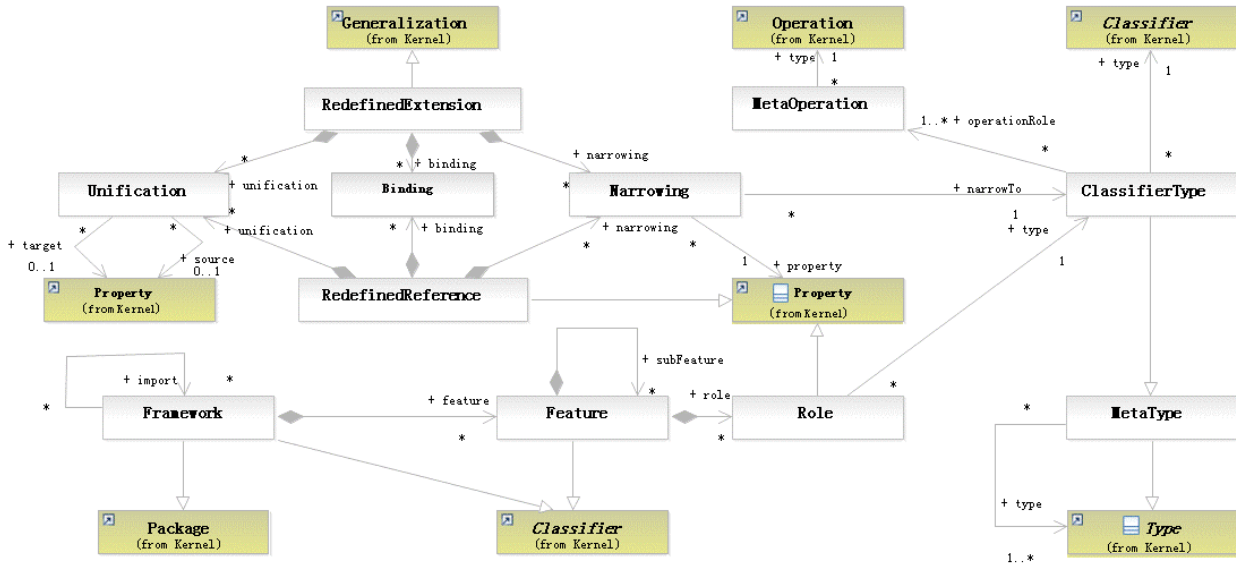 Generalization
(from Kernel)
Operation
(from Kernel)
Classifier
(from Kernel)
+ type 1
+ type
1
RedefinedExtension
*
MetaOperation
1..* + operationRole
*
*
*
+ unification
* + binding
+ narrowing
*
Unification
Binding
Narrowing
+ narrowTo
ClassifierType
*
+ unification
*
+ binding
+ narrowing
*
*
1
+ type
*
*
+ target
0..1
+ source
0..1
*
1
+ property
1
Property
(from Kernel)
RedefinedReference
Property
(from Kernel)
+ import
*
*
+ subFeature
*
+ role
*
*
Framework
+ feature
*
Feature
Role
MetaType
*
+ type
1..*
Package
(from Kernel)
Classifier
(from Kernel)
Type
(from Kernel)